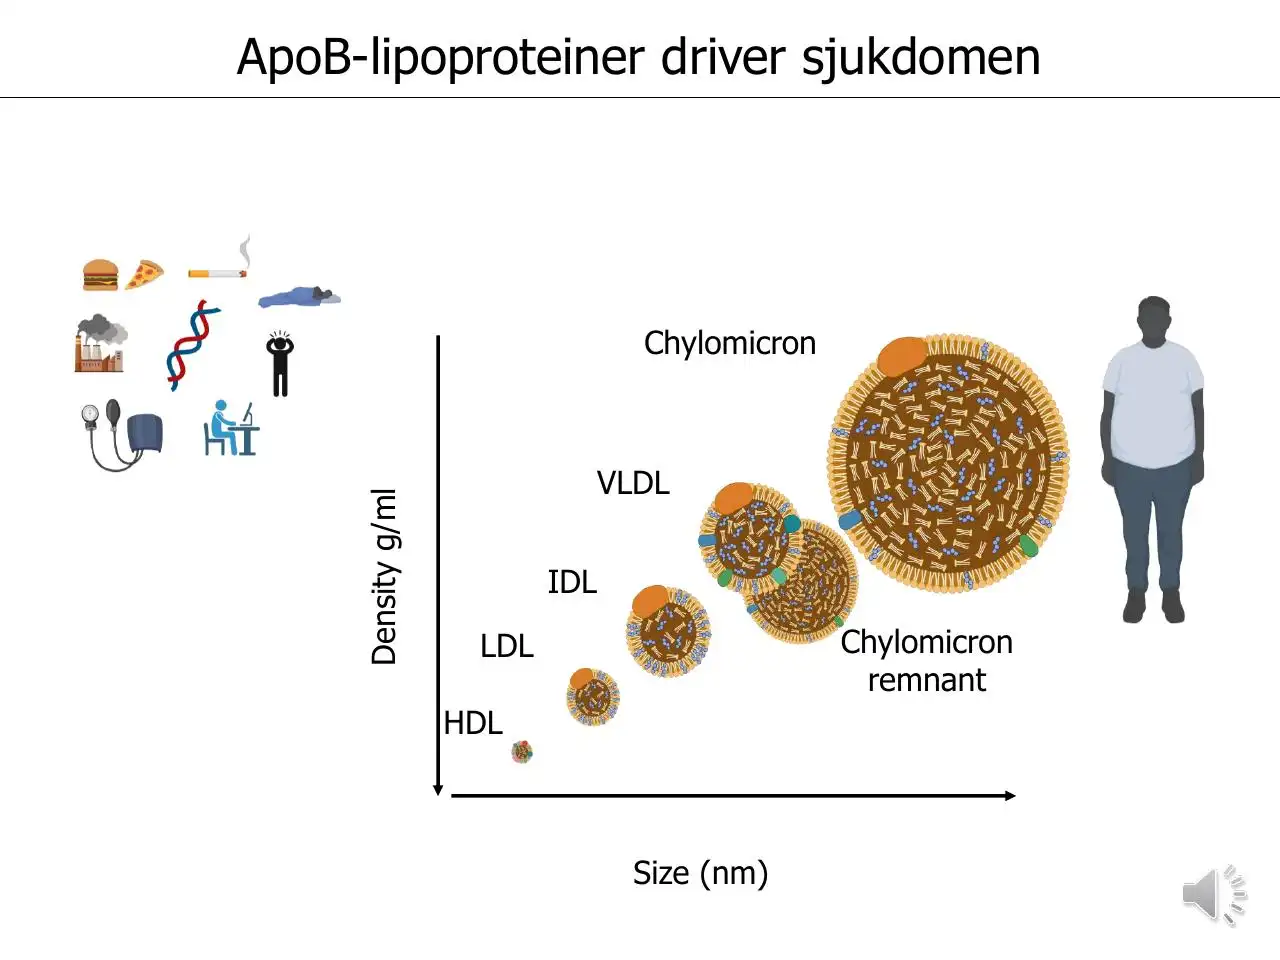 ApoB-lipoproteiner driver sjukdomen
Chylomicron
VLDL
IDL
LDL
HDL
Chylomicron
remnant
Density g/ml
Size (nm)